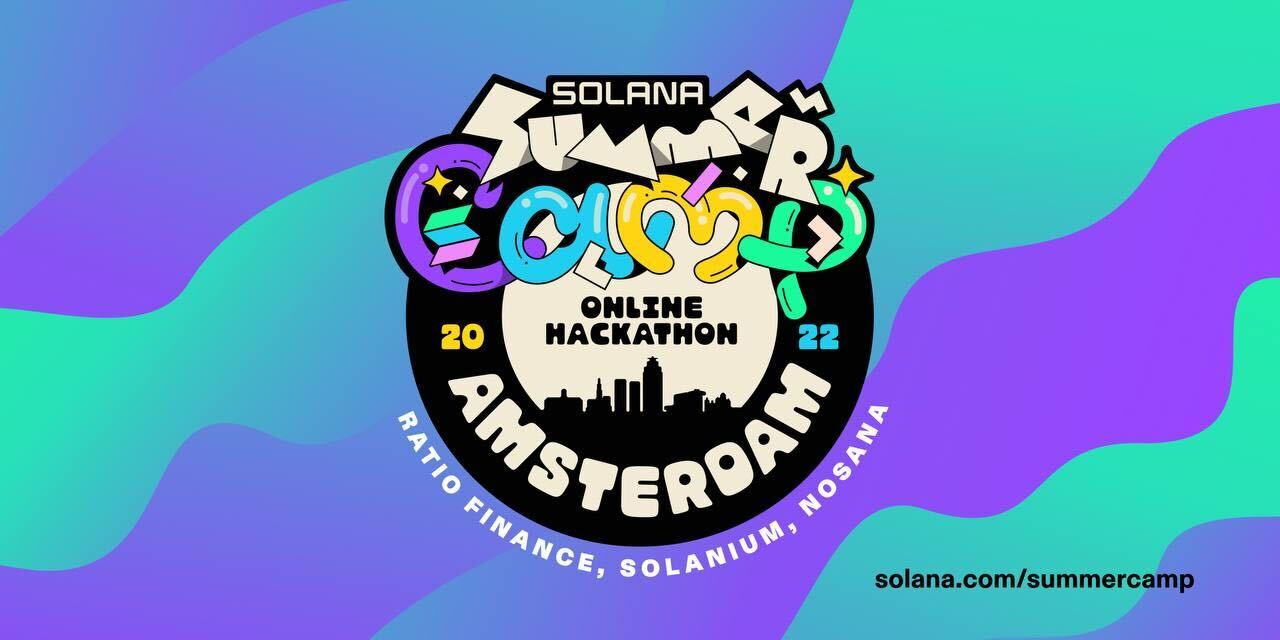 SOLANA
SUMMER
Camp
ONLINE
HACKATHON
20 22
AMSTERDAM
RATIO FINANCE, SOLANIUM, NOSANA
solana.com/summercamp